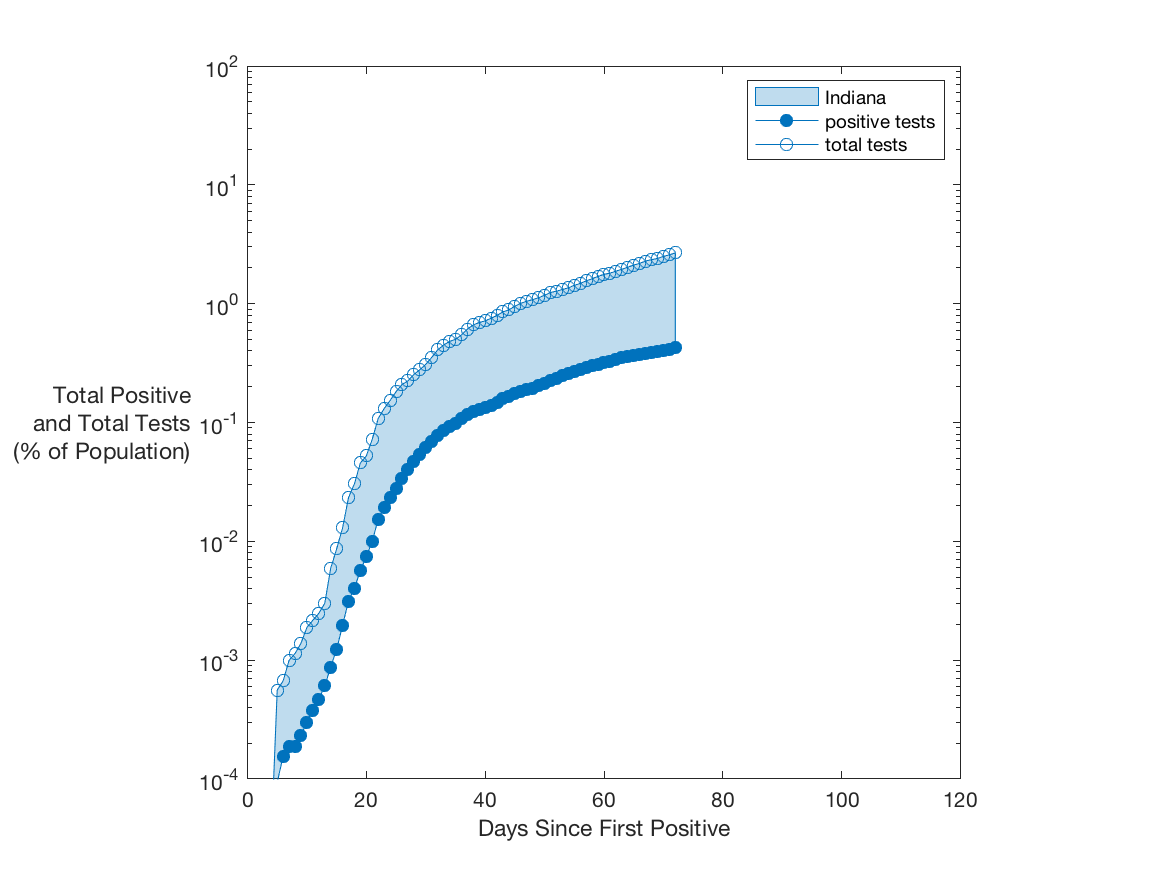 10^2
10^1
10^0
10^-1
10^-2
10^-3
10^-4
Total Positive
and Total Tests
(% of Population)
Indiana
positive tests
total tests
0 20 40 60 80 100 120
Days Since First Positive